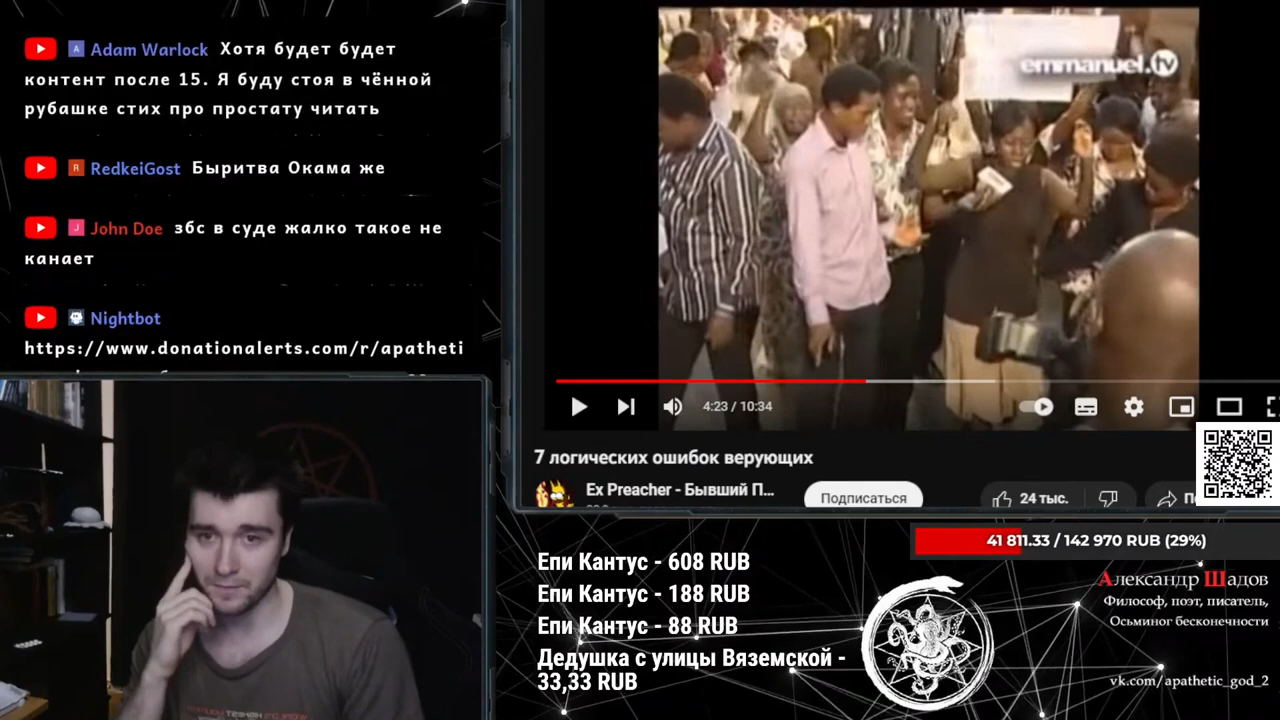 Adam Warlock Хотя будет будет
контент после 15. Я буду стоя в чённой
рубашке стих про простату читать
RedkeiGost Быритва Окама же
John Doe збс в суде жалко такое не
канает
Nightbot
https://www.donationalerts.com/r/apatheti
emmanuel.tv
4:23 / 10:34
7 логических ошибок верующих
Ex Preacher - Бывший П...
Подписаться
24 тыс.
41 811.33 / 142 970 RUB (29%)
Епи Кантус - 608 RUB
Епи Кантус - 188 RUB
Епи Кантус - 88 RUB
Дедушка с улицы Вяземской -
33,33 RUB
Александр Шадов
Философ, поэт, писатель,
Осьминог бесконечности
vk.com/apathetic_god_2